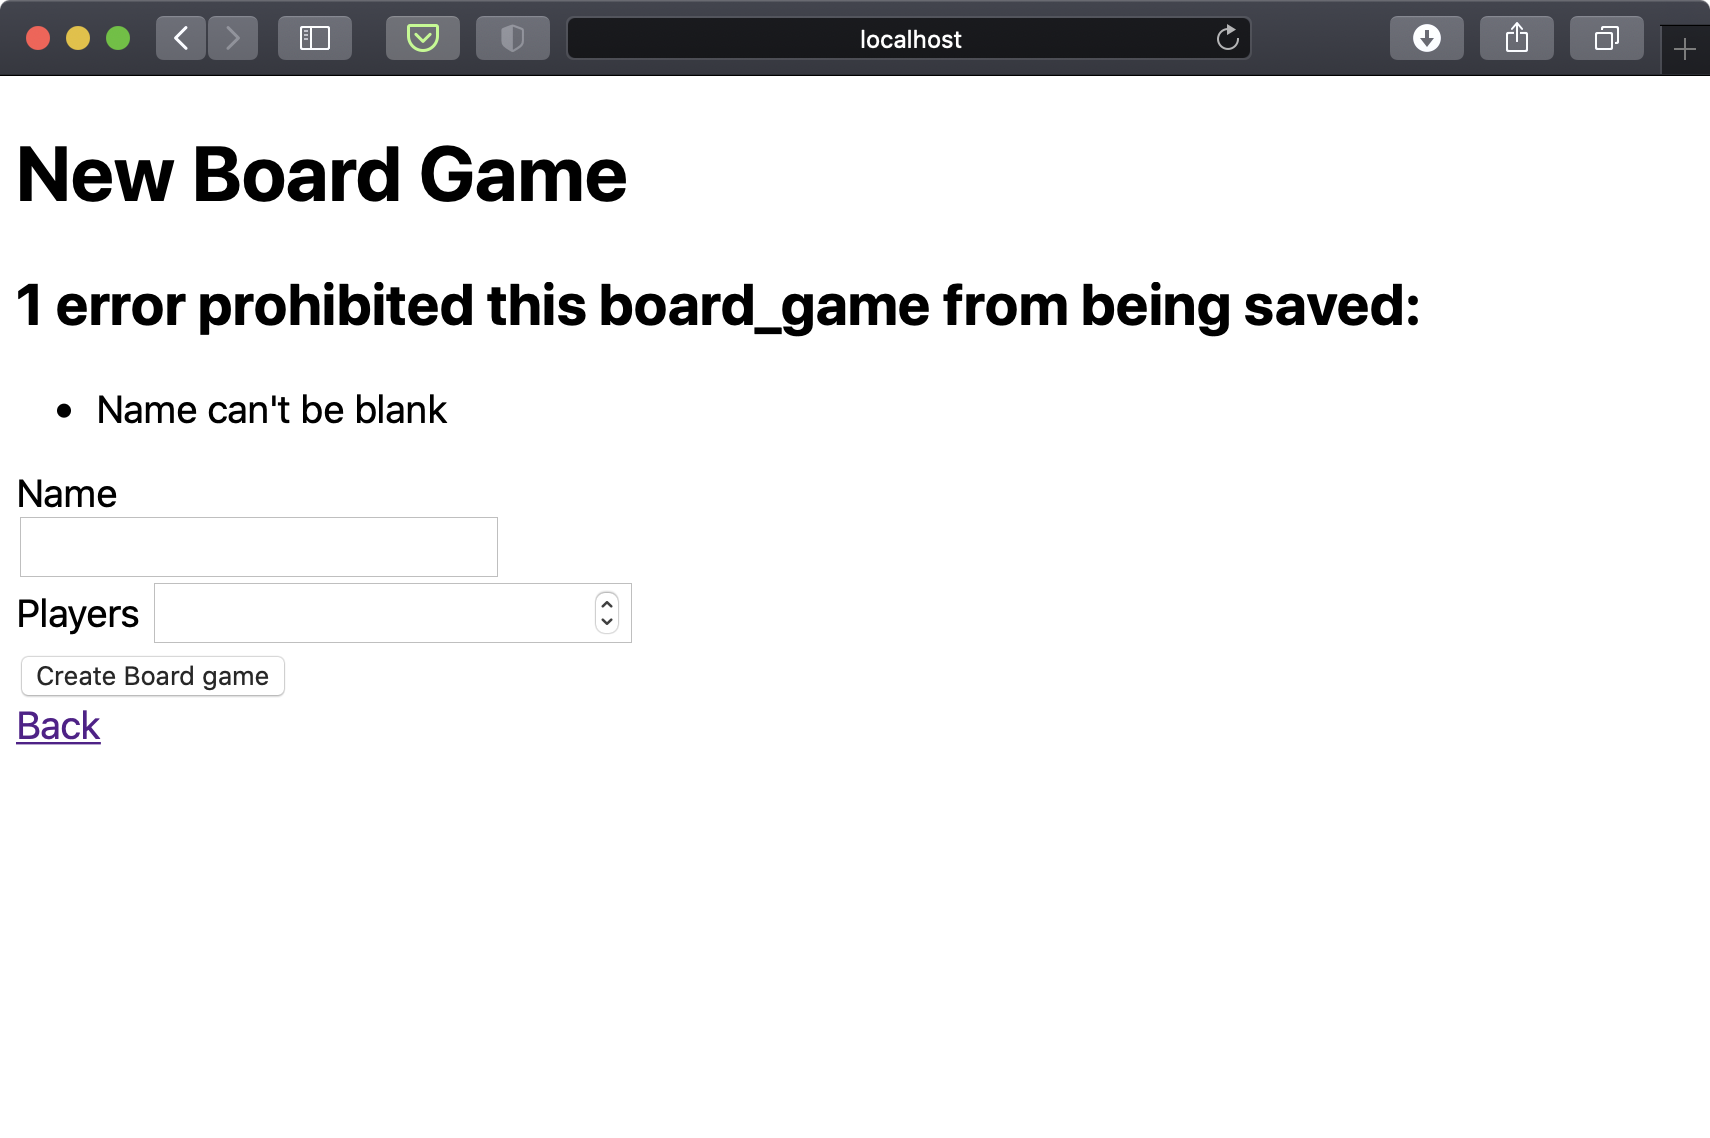 localhost
New Board Game
1 error prohibited this board_game from being saved:
• Name can't be blank
Name
Players
Create Board game
Back